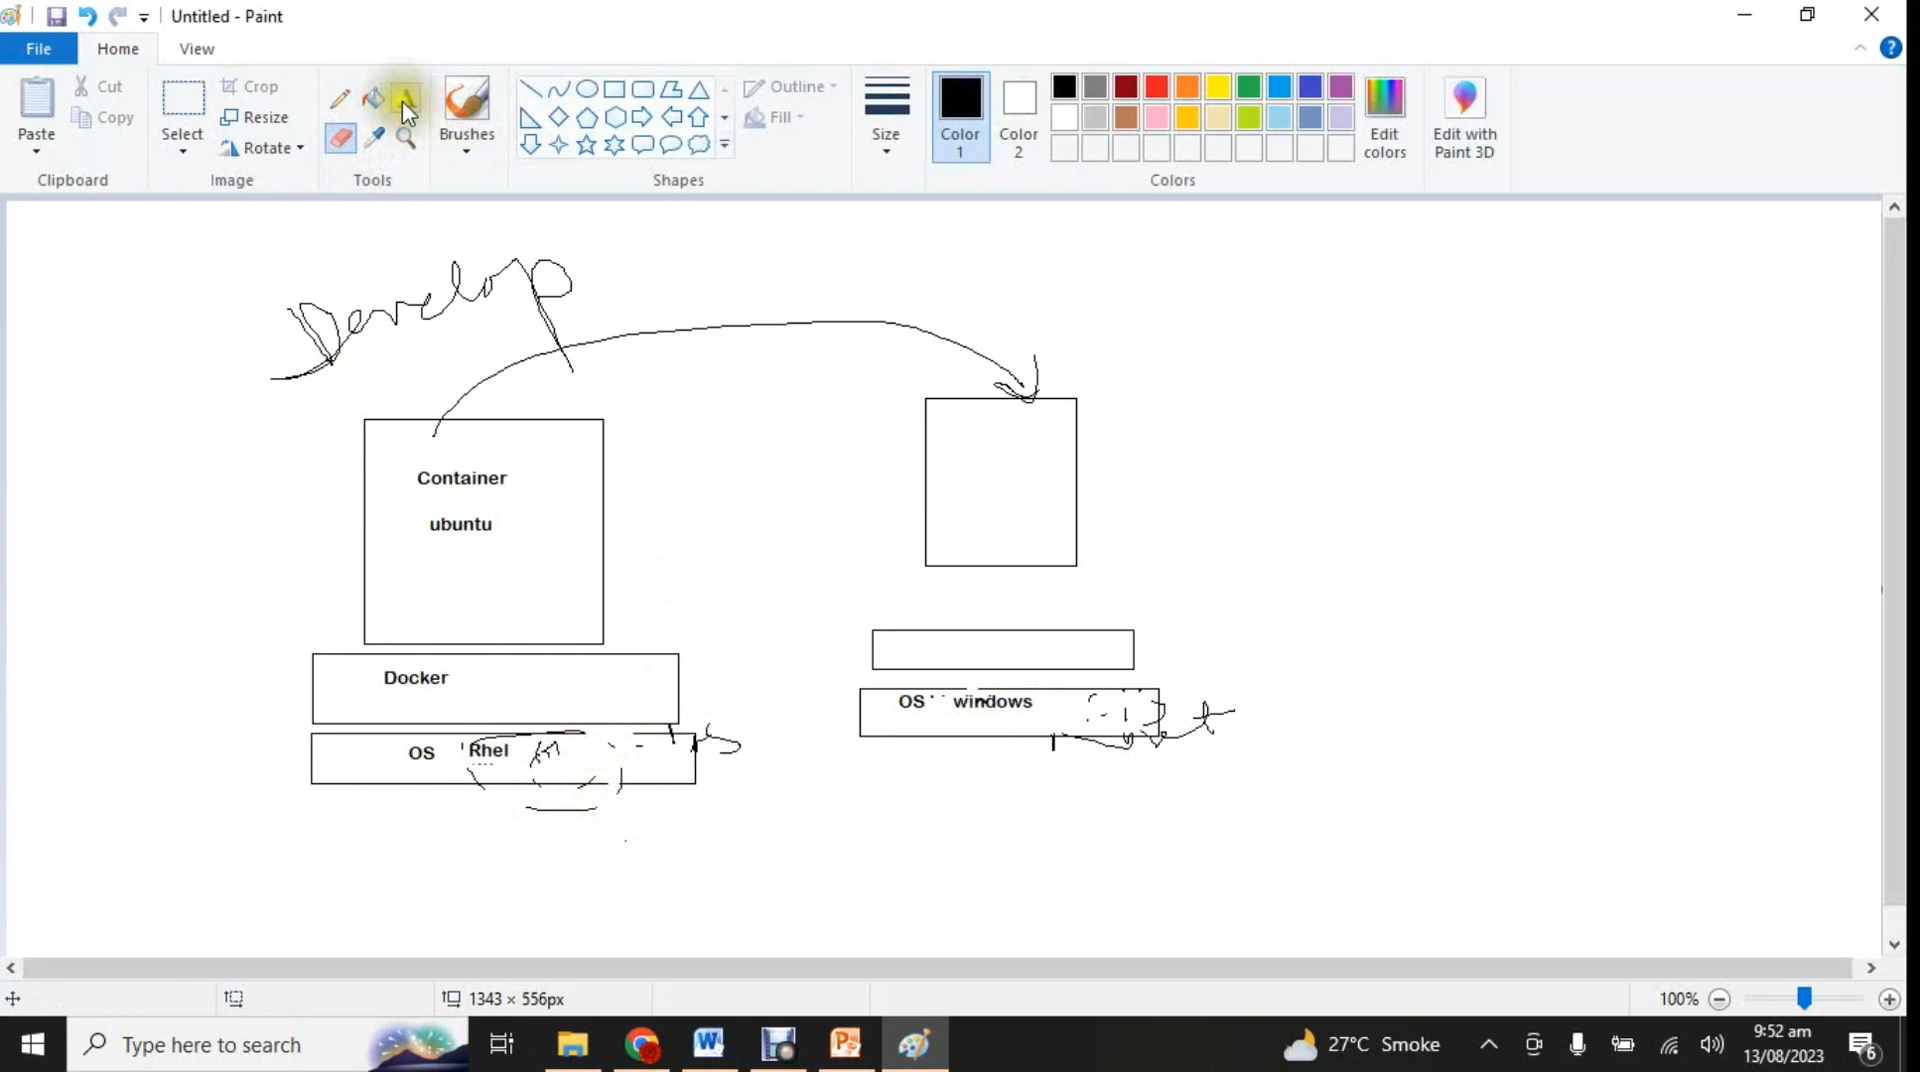 Untitled - Paint
File Home View
Paste
Cut
Copy
Clipboard
Select
Crop
Resize
Rotate
Image
Tools
Brushes
Shapes
Outline
Fill
Size
Color 1
Color 2
Edit colors
Colors
Edit with Paint 3D
Develop
Container
ubuntu
Docker
OS Rhel
OS windows
1343 × 556px
100%
Type here to search
27°C Smoke
9:52 am
13/08/2023
6